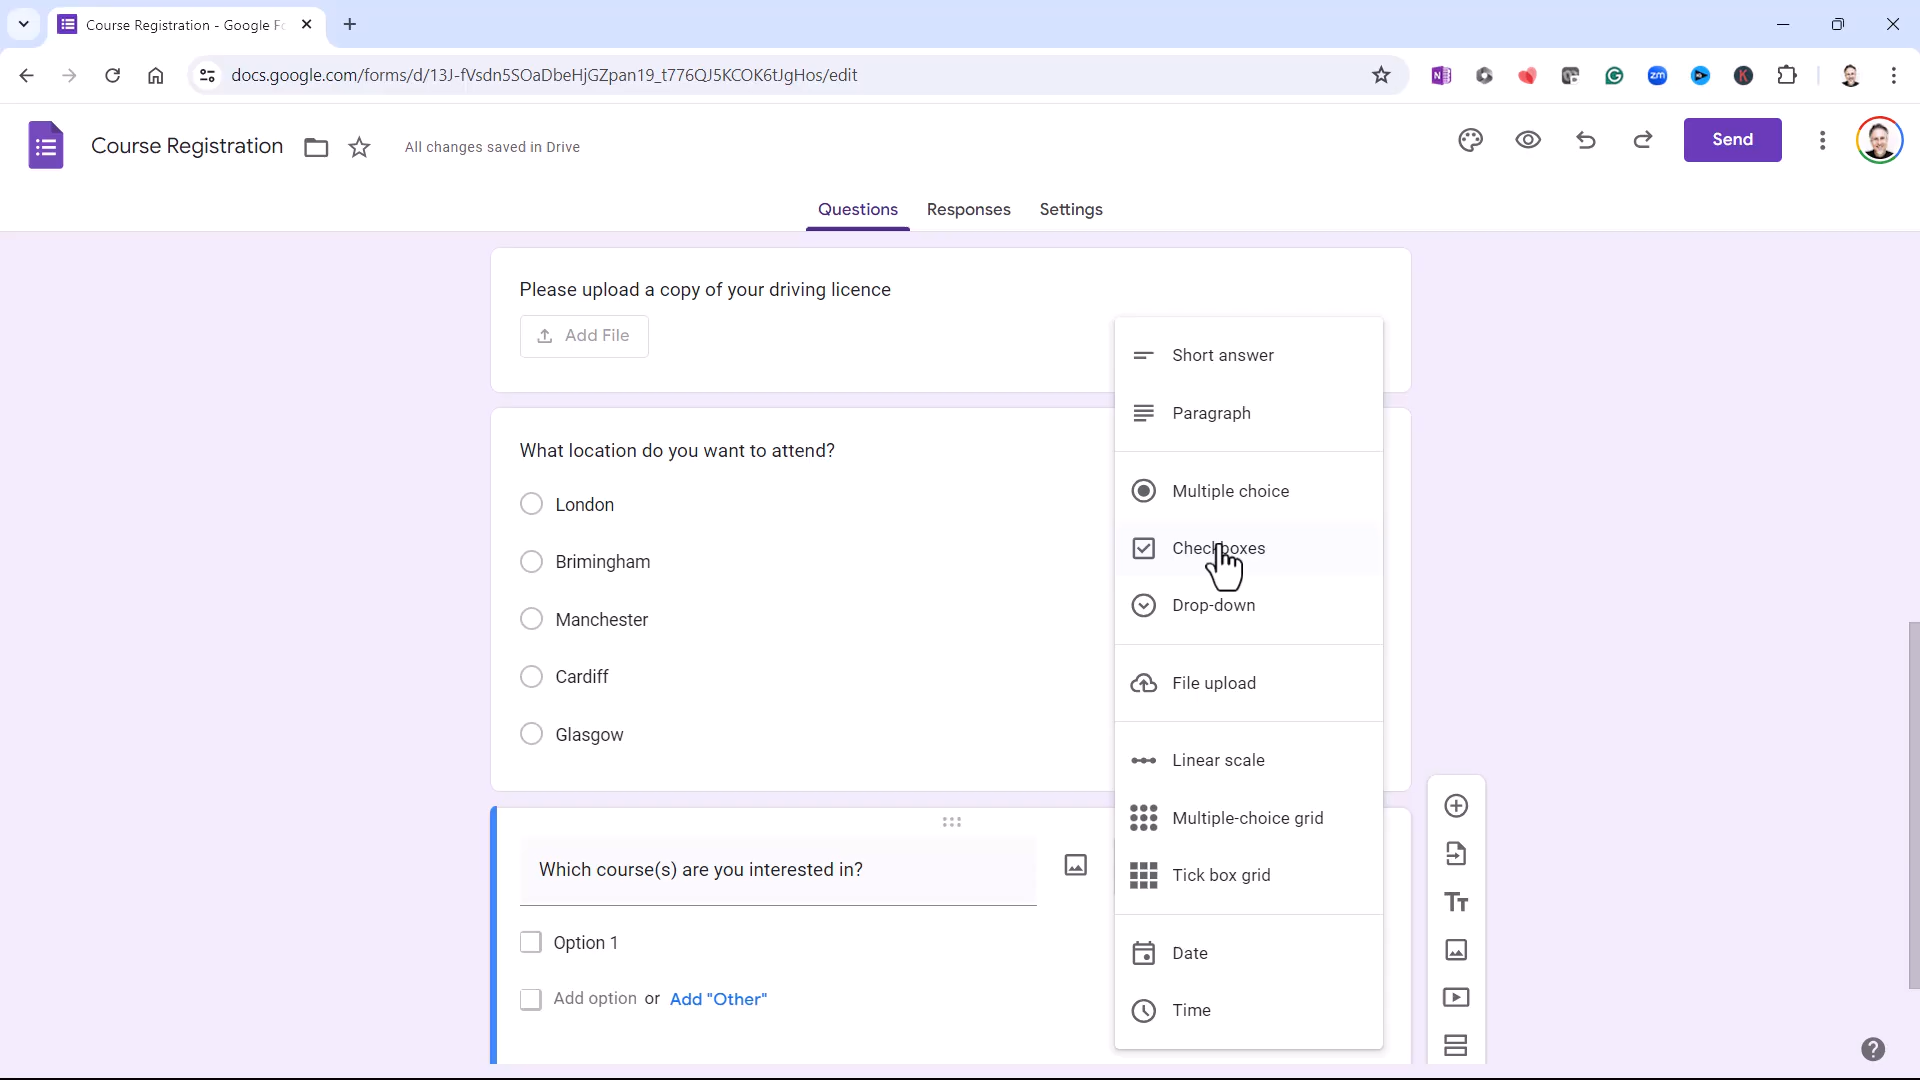 Course Registration - Google Fo
docs.google.com/forms/d/13J-fVsdn5SOaDbeHjGZpan19_t776QJ5KCOK6tJgHos/edit
Course Registration
All changes saved in Drive
Send
Questions
Responses
Settings
Please upload a copy of your driving licence
Add File
What location do you want to attend?
London
Brimingham
Manchester
Cardiff
Glasgow
Which course(s) are you interested in?
Option 1
Add option or Add "Other"
Short answer
Paragraph
Multiple choice
Checkboxes
Drop-down
File upload
Linear scale
Multiple-choice grid
Tick box grid
Date
Time
Tт
N
G
zm
K
?